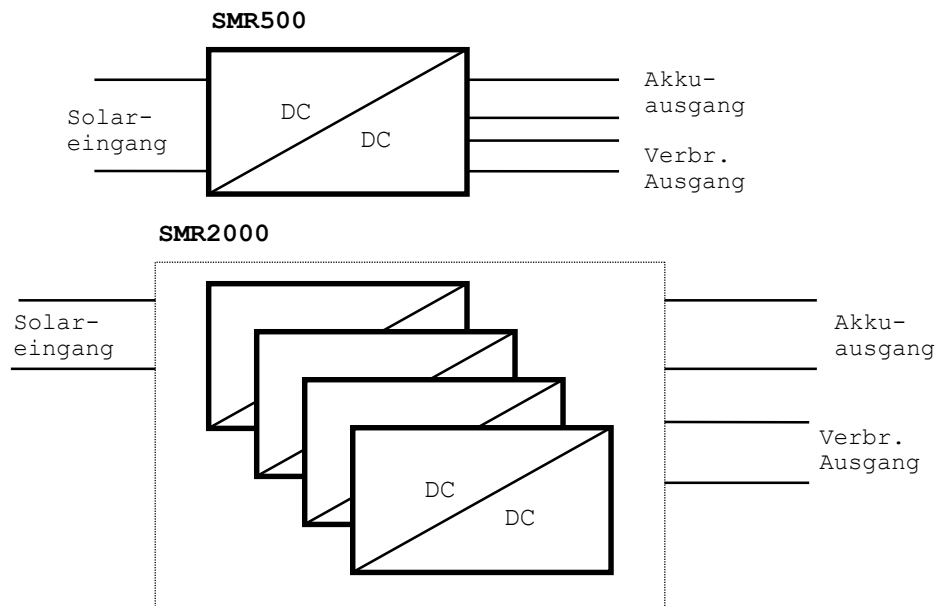 SMR500
DC
DC
Solar-
eingang
Akku-
ausgang
Verbr.
Ausgang
SMR2000
Solar-
eingang
Akku-
ausgang
Verbr.
Ausgang
DC
DC